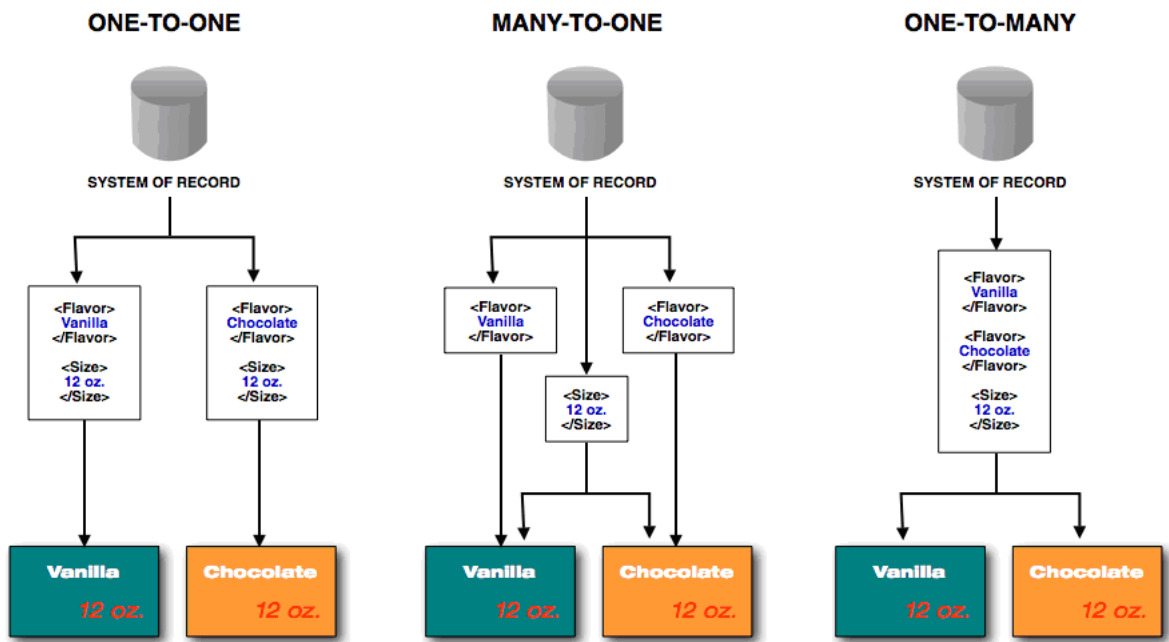 ONE-TO-ONE
SYSTEM OF RECORD
<Flavor>
Vanilla
</Flavor>
<Size>
12 oz.
</Size>
<Flavor>
Chocolate
</Flavor>
<Size>
12 oz.
</Size>
Vanilla
12 oz.
Chocolate
12 oz.
MANY-TO-ONE
SYSTEM OF RECORD
<Flavor>
Vanilla
</Flavor>
<Flavor>
Chocolate
</Flavor>
<Size>
12 oz.
</Size>
Vanilla
12 oz.
Chocolate
12 oz.
ONE-TO-MANY
SYSTEM OF RECORD
<Flavor>
Vanilla
</Flavor>
<Flavor>
Chocolate
</Flavor>
<Size>
12 oz.
</Size>
Vanilla
12 oz.
Chocolate
12 oz.